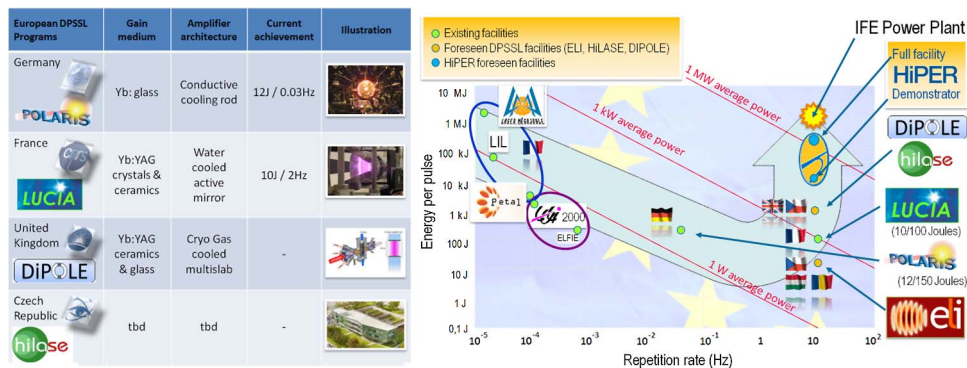 European DPSSL Programs
Gain medium
Amplifier architecture
Current achievement
Illustration
Germany
POLARIS
Yb: glass
Conductive cooling rod
12J / 0.03Hz
France
LUCIA
Yb:YAG crystals & ceramics
Water cooled active mirror
10J / 2Hz
United Kingdom
DiPOLE
Yb:YAG ceramics & glass
Cryo Gas cooled multislab
-
Czech Republic
hilase
tbd
tbd
-
Existing facilities
Foreseen DPSSL facilities (ELI, HiLASE, DIPOLE)
HiPER foreseen facilities
IFE Power Plant
Full facility
HiPER
Demonstrator
DiPOLE
hilase
LUCIA
(10/100 Joules)
POLARIS
(12/150 Joules)
eli
Energy per pulse
10 MJ
1 MJ
100 kJ
10 kJ
1 kJ
100 J
10 J
1 J
0,1 J
1 MW average power
1 kW average power
1 W average power
LASER MÉGAJOULE
LIL
Petal
2000
ELFIE
10-5
10-4
10-3
10-2
10-1
1
10
102
Repetition rate (Hz)